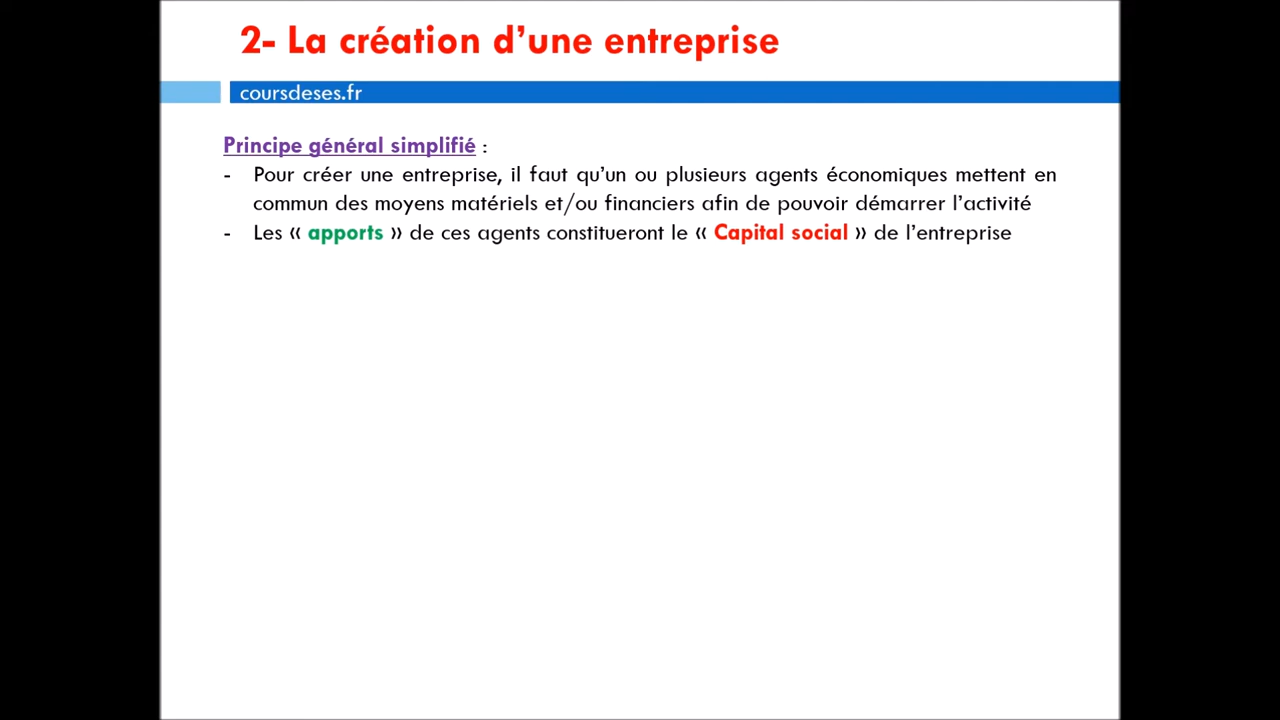 2- La création d’une entreprise
coursdeses.fr
Principe général simplifié :
- Pour créer une entreprise, il faut qu’un ou plusieurs agents économiques mettent en
commun des moyens matériels et/ou financiers afin de pouvoir démarrer l’activité
- Les « apports » de ces agents constitueront le « Capital social » de l’entreprise